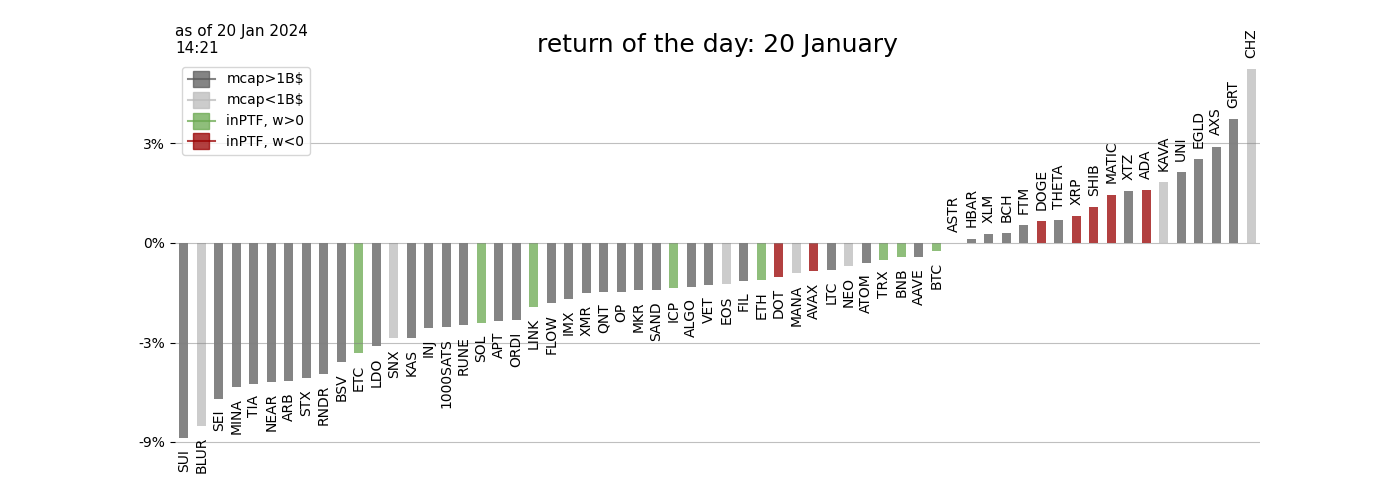 as of 20 Jan 2024
14:21
return of the day: 20 January
mcap>1B$
mcap<1B$
inPTF, w>0
inPTF, w<0
3%
0%
-3%
-9%
SUI
BLUR
SEI
MINA
TIA
NEAR
ARB
STX
RNDR
BSV
ETC
LDO
SNX
KAS
INJ
1000SATS
RUNE
SOL
APT
ORDI
LINK
FLOW
IMX
XMR
QNT
OP
MKR
SAND
ICP
ALGO
VET
EOS
FIL
ETH
DOT
MANA
AVAX
LTC
NEO
ATOM
TRX
BNB
AAVE
BTC
ASTR
HBAR
XLM
BCH
FTM
DOGE
THETA
XRP
SHIB
MATIC
XTZ
ADA
KAVA
UNI
EGLD
AXS
GRT
CHZ